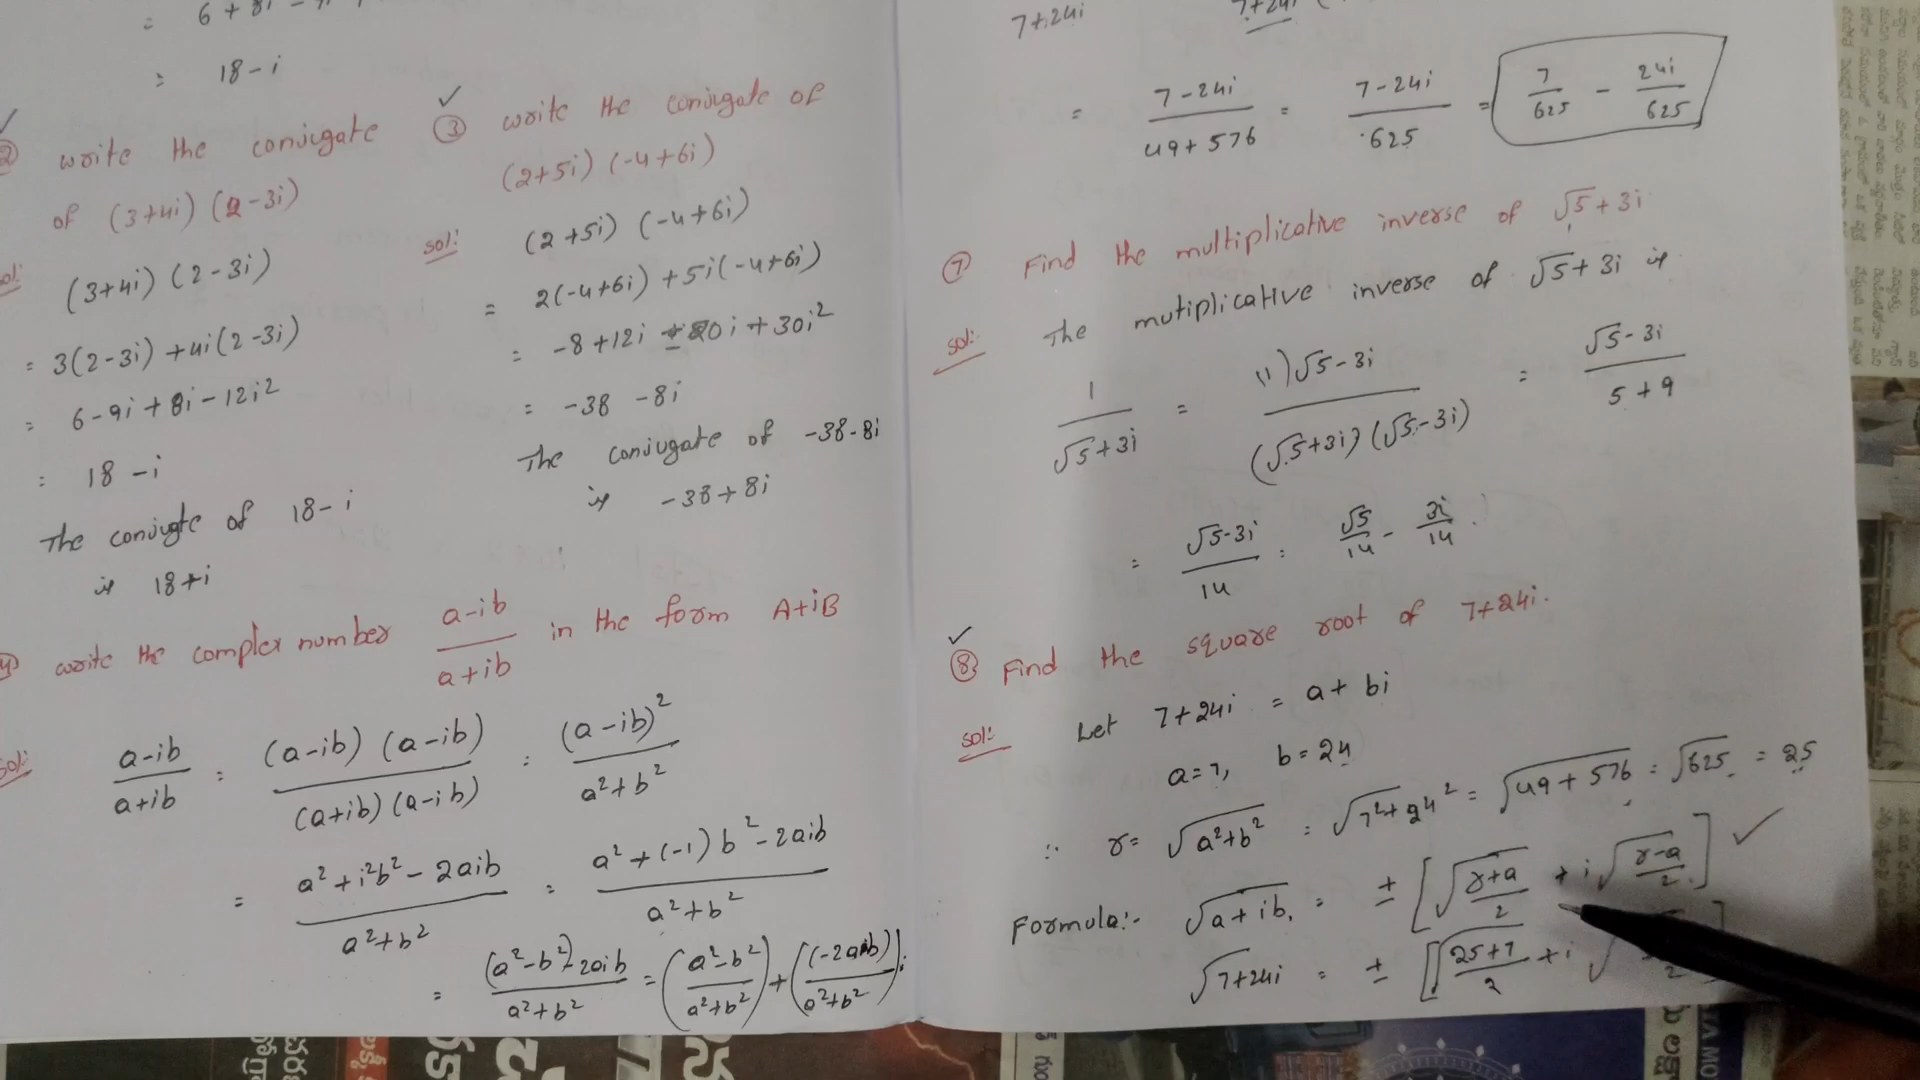 = 6 + 8i
= 18 - i
② write the conjugate
of (3+4i) (2-3i)
sol: (3+4i) (2-3i)
= 3(2-3i) + 4i(2-3i)
= 6 - 9i + 8i - 12i²
= 18 - i
The conjugte of 18 - i
is 18+i
③ write the conjugate of
(2+5i) (-4+6i)
sol: (2+5i) (-4+6i)
= 2(-4+6i) + 5i(-4+6i)
= -8 + 12i - 20i + 30i²
= -38 - 8i
The conjugate of -38-8i
is -38+8i
④ write the complex number a-ib / a+ib in the form A+iB
sol: a-ib / a+ib = (a-ib) (a-ib) / (a+ib) (a-ib) = (a-ib)² / a²+b²
= a² + i²b² - 2aib / a²+b² = a² + (-1) b² - 2aib / a²+b²
= (a²-b²) - 2aib / a²+b² = (a²-b² / a²+b²) + ((-2ab) / a²+b²) i
7+24i 7+24i
= 7-24i / 49+576 = 7-24i / 625 = 7/625 - 24i/625
⑦ Find the multiplicative inverse of √5+3i
sol: The mutiplicative inverse of √5+3i is
1 / √5+3i = (1) √5-3i / (√5+3i) (√5-3i) = √5-3i / 5+9
= √5-3i / 14 = √5/14 - 3i/14
⑧ Find the square root of 7+24i.
sol: Let 7+24i = a+bi
a=7, b=24
∴ r = √a²+b² = √7²+24² = √49+576 = √625 = 25
Formula:- √a+ib = ± [√r+a / 2 + i √r-a / 2]
√7+24i = ± [√25+7 / 2 + i √ / 2]